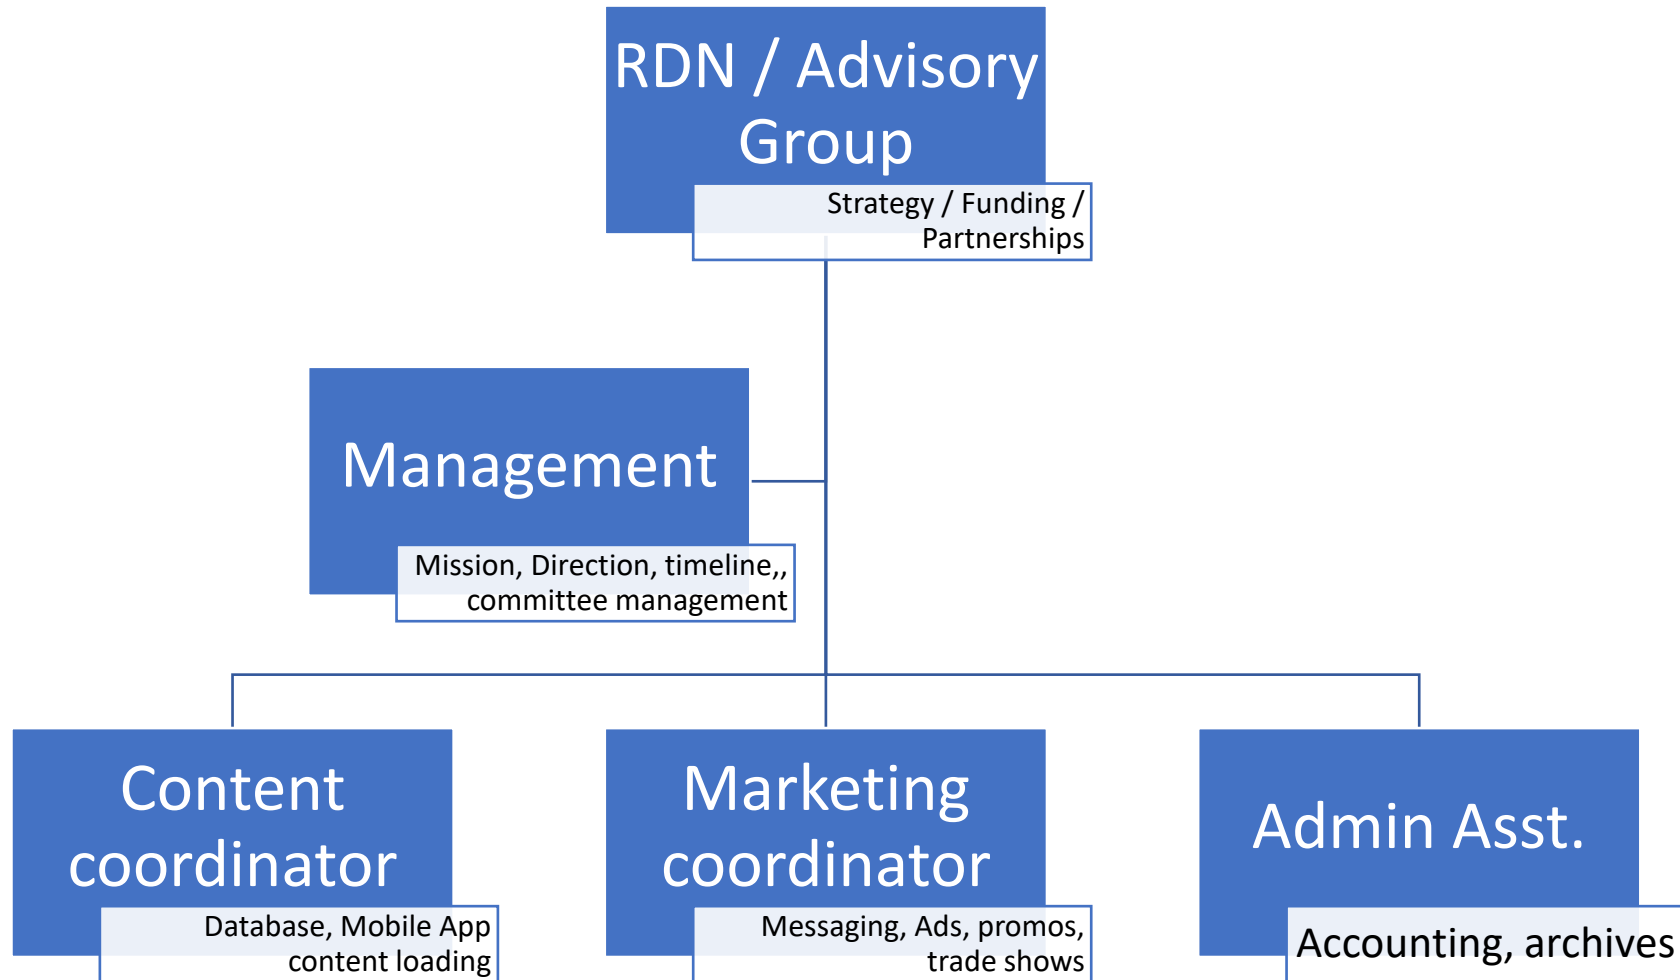 RDN / Advisory
Group
Strategy / Funding /
Partnerships
Management
Mission, Direction, timeline,,
committee management
Content
coordinator
Database, Mobile App
content loading
Marketing
coordinator
Messaging, Ads, promos,
trade shows
Admin Asst.
Accounting, archives